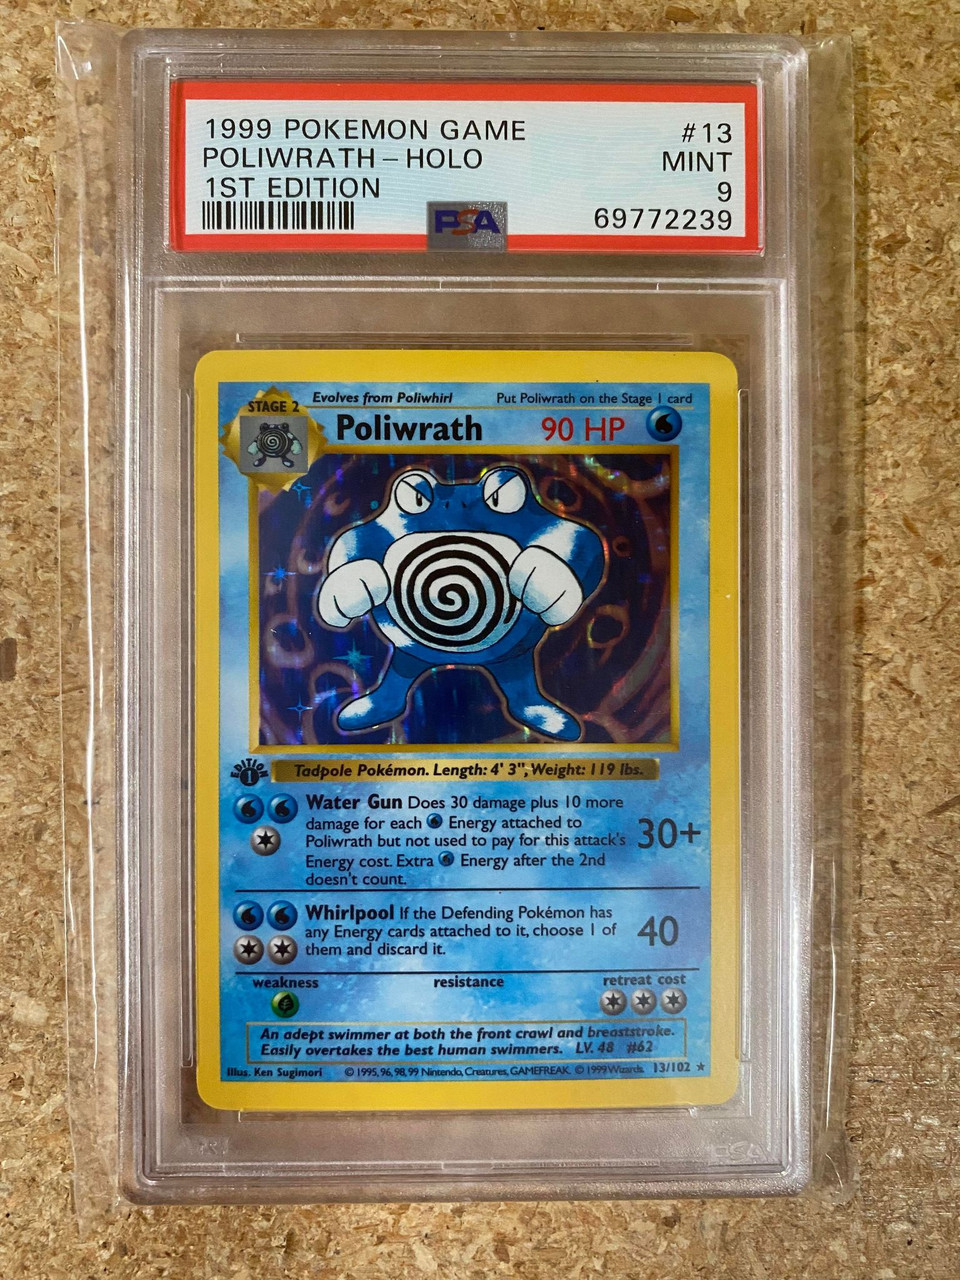 1999 POKEMON GAME #13
POLIWRATH - HOLO MINT
1ST EDITION 9
PSA 69772239
STAGE 2 Evolves from Poliwhirl Put Poliwrath on the Stage 1 card
Poliwrath 90 HP
EDITION
1
Tadpole Pokémon. Length: 4' 3", Weight: 119 lbs.
Water Gun Does 30 damage plus 10 more
damage for each Energy attached to
Poliwrath but not used to pay for this attack's 30+
Energy cost. Extra Energy after the 2nd
doesn't count.
Whirlpool If the Defending Pokémon has
any Energy cards attached to it, choose 1 of 40
them and discard it.
weakness resistance retreat cost
An adept swimmer at both the front crawl and breaststroke.
Easily overtakes the best human swimmers. LV. 48 #62
Illus. Ken Sugimori ©1995, 96, 98, 99 Nintendo, Creatures, GAMEFREAK. ©1999 Wizards. 13/102 ★
PSA